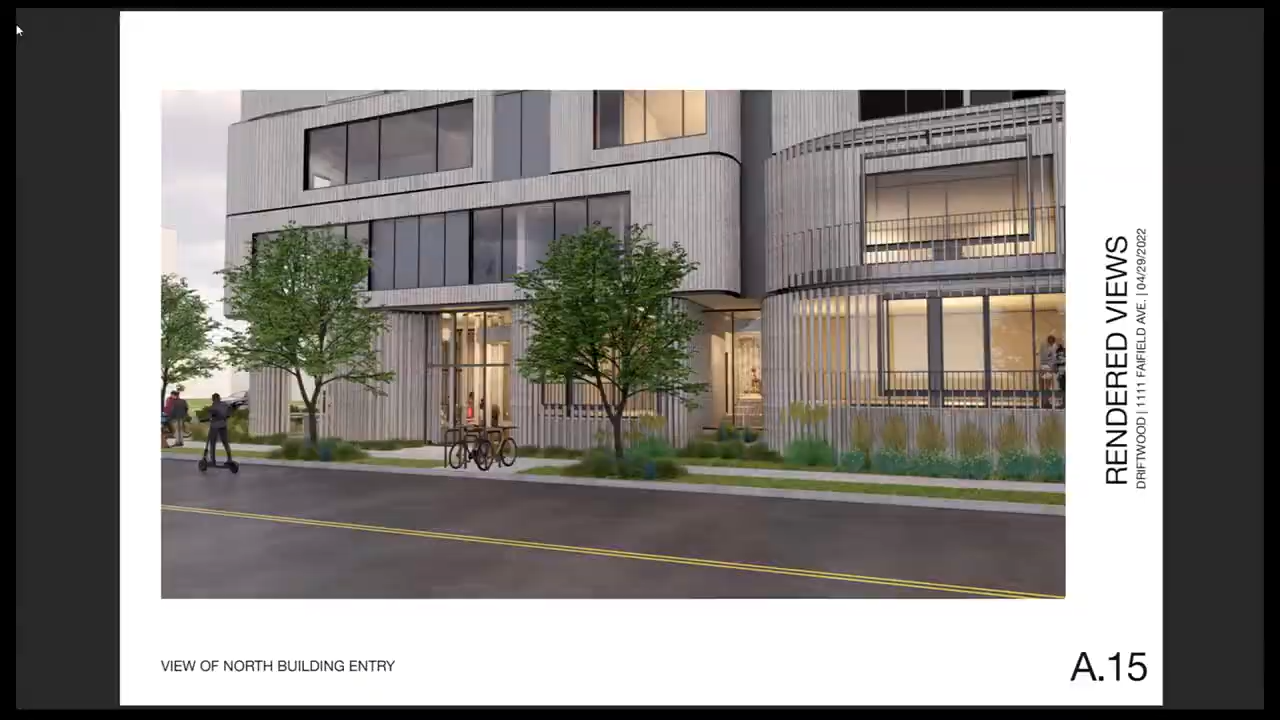 RENDERED VIEWS
DRIFTWOOD | 1111 FAIFIELD AVE. | 04/29/2022
VIEW OF NORTH BUILDING ENTRY
A.15